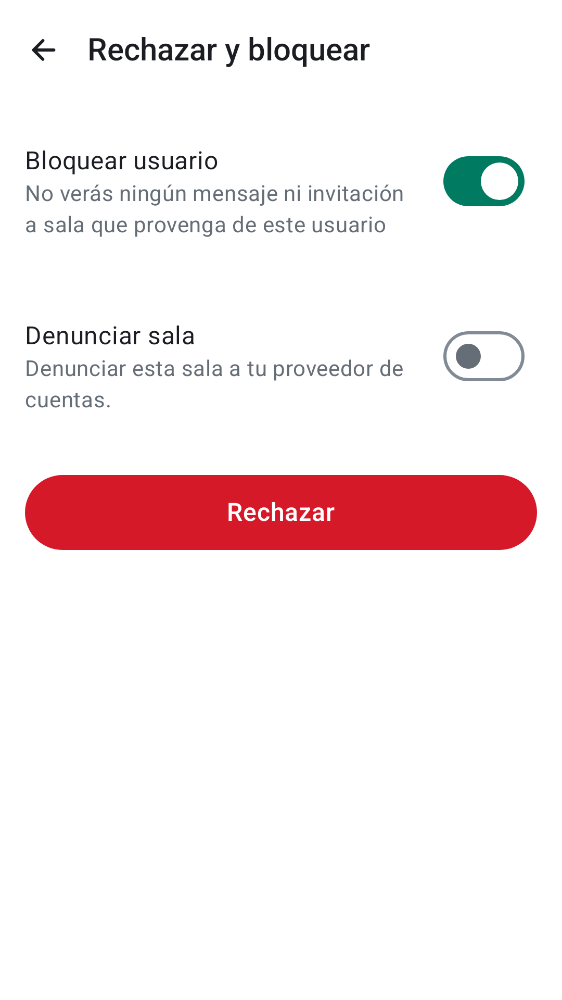 Rechazar y bloquear
Bloquear usuario
No verás ningún mensaje ni invitación
a sala que provenga de este usuario
Denunciar sala
Denunciar esta sala a tu proveedor de
cuentas.
Rechazar